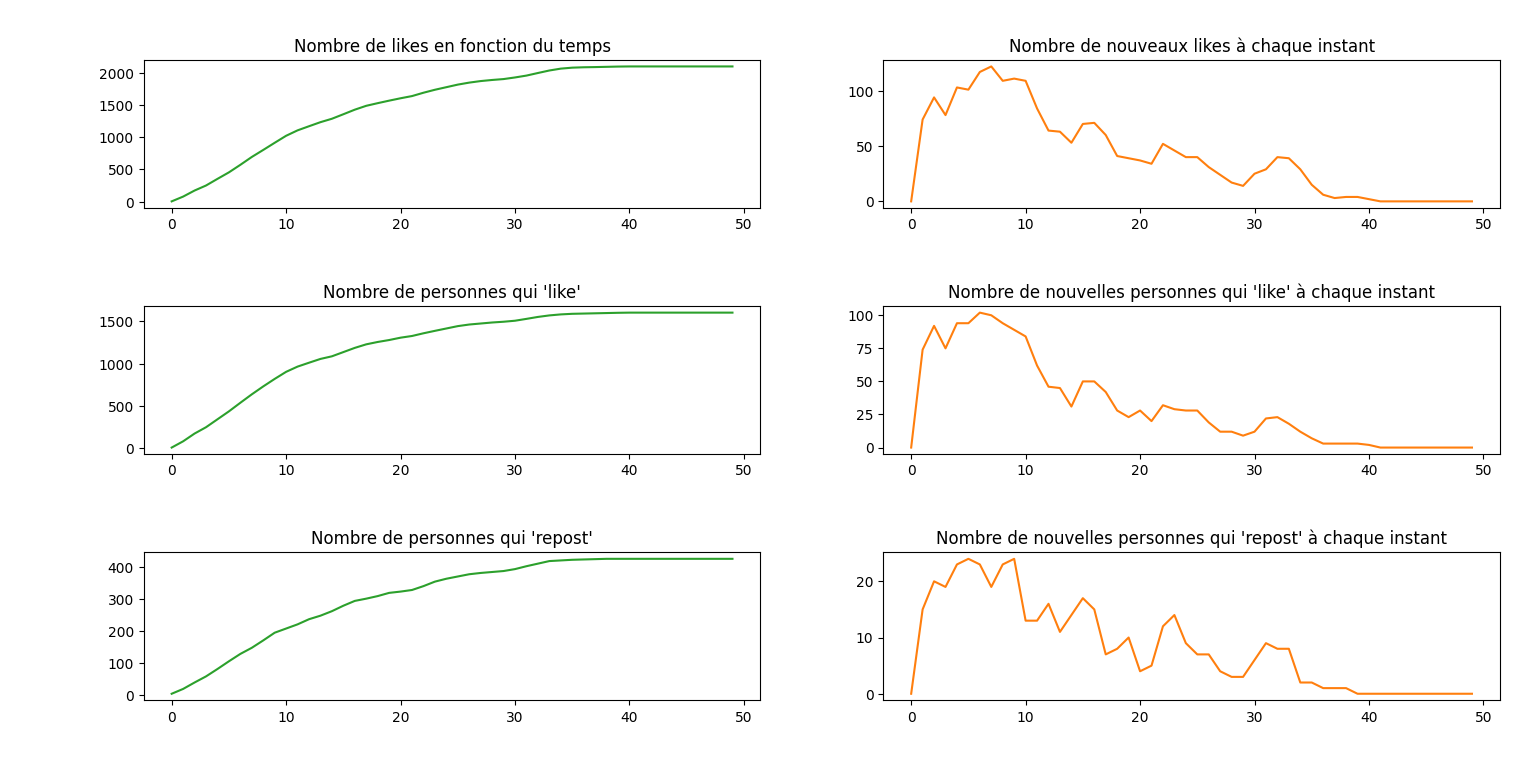 Nombre de likes en fonction du temps
2000
1500
1000
500
0
0 10 20 30 40 50
Nombre de nouveaux likes à chaque instant
100
50
0
0 10 20 30 40 50
Nombre de personnes qui 'like'
1500
1000
500
0
0 10 20 30 40 50
Nombre de nouvelles personnes qui 'like' à chaque instant
100
75
50
25
0
0 10 20 30 40 50
Nombre de personnes qui 'repost'
400
300
200
100
0
0 10 20 30 40 50
Nombre de nouvelles personnes qui 'repost' à chaque instant
20
10
0
0 10 20 30 40 50